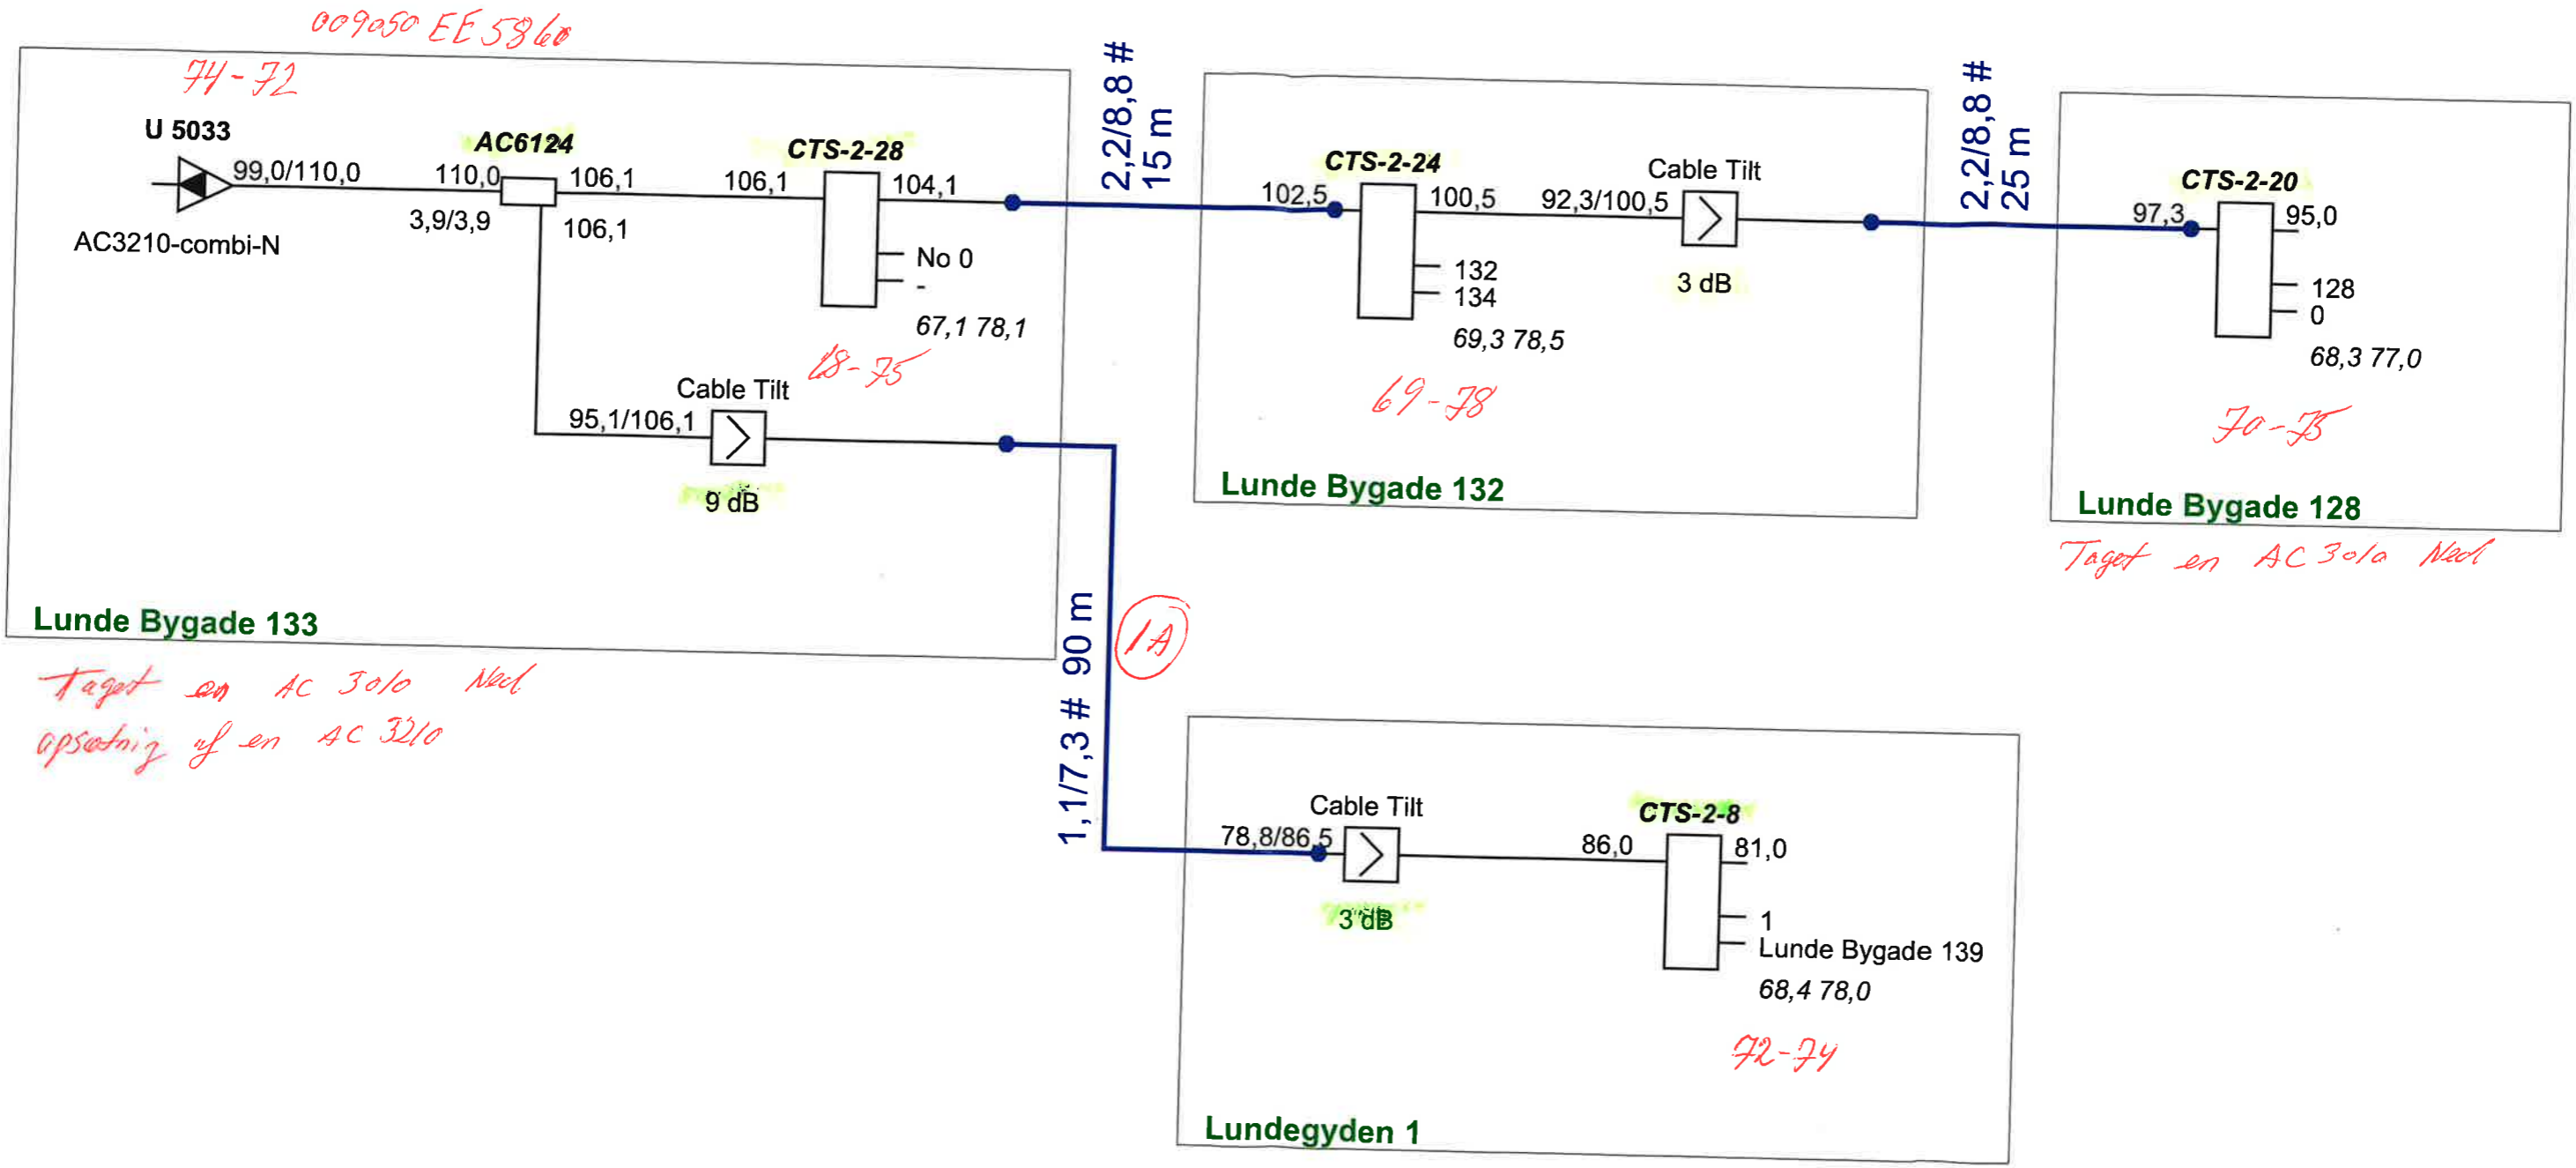 009050 EE5860
74-72
U 5033
99,0/110,0
AC3210-combi-N
AC6124
110,0
106,1
3,9/3,9
106,1
106,1
CTS-2-28
104,1
No 0
-
67,1 78,1
68-75
Cable Tilt
95,1/106,1
9 dB
Lunde Bygade 133
Taget en AC 3010 Ned
opsætnig af en AC 3210
2,2/8,8 #
15 m
102,5
CTS-2-24
100,5
132
134
69,3 78,5
69-78
92,3/100,5
Cable Tilt
3 dB
Lunde Bygade 132
2,2/8,8 #
25 m
97,3
CTS-2-20
95,0
128
0
68,3 77,0
70-75
Lunde Bygade 128
Taget en AC 3010 Ned
1,1/7,3 # 90 m
1A
78,8/86,5
Cable Tilt
3 dB
86,0
CTS-2-8
81,0
1
Lunde Bygade 139
68,4 78,0
72-74
Lundegyden 1